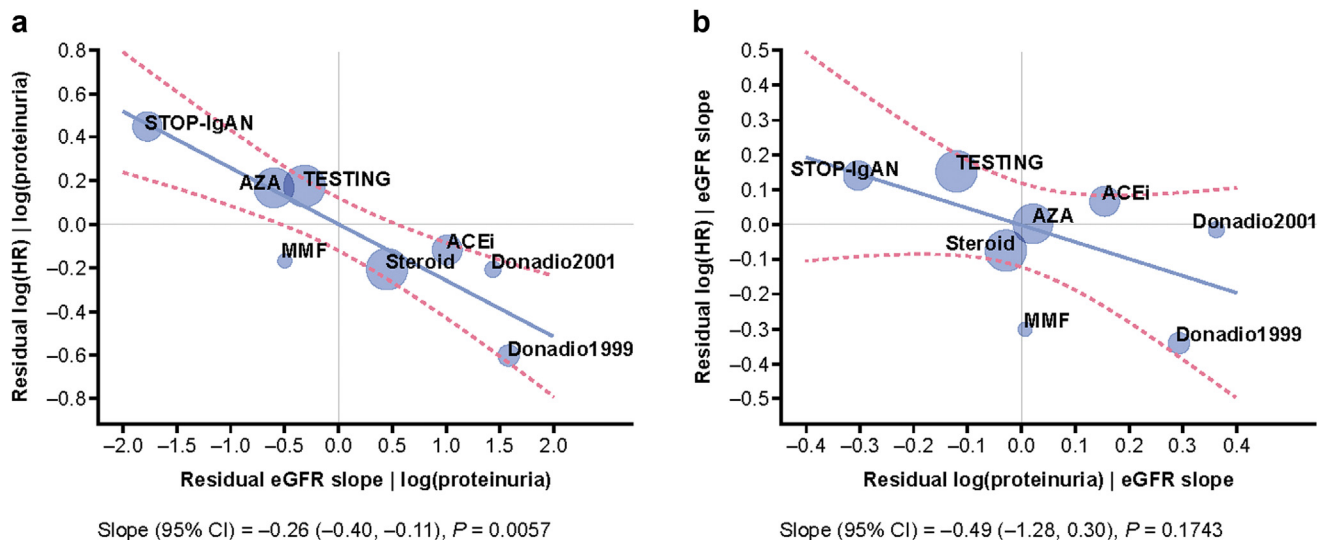 a
Residual log(HR) | log(proteinuria)
0.8
0.6
0.4
0.2
0.0
–0.2
–0.4
–0.6
–0.8
STOP-IgAN
AZA
TESTING
MMF
Steroid
ACEi
Donadio2001
Donadio1999
–2.0 –1.5 –1.0 –0.5 0.0 0.5 1.0 1.5 2.0
Residual eGFR slope | log(proteinuria)
Slope (95% CI) = –0.26 (–0.40, –0.11), P = 0.0057
b
Residual log(HR) | eGFR slope
0.5
0.4
0.3
0.2
0.1
0.0
–0.1
–0.2
–0.3
–0.4
–0.5
STOP-IgAN
TESTING
ACEi
AZA
Donadio2001
Steroid
MMF
Donadio1999
–0.4 –0.3 –0.2 –0.1 0.0 0.1 0.2 0.3 0.4
Residual log(proteinuria) | eGFR slope
Slope (95% CI) = –0.49 (–1.28, 0.30), P = 0.1743